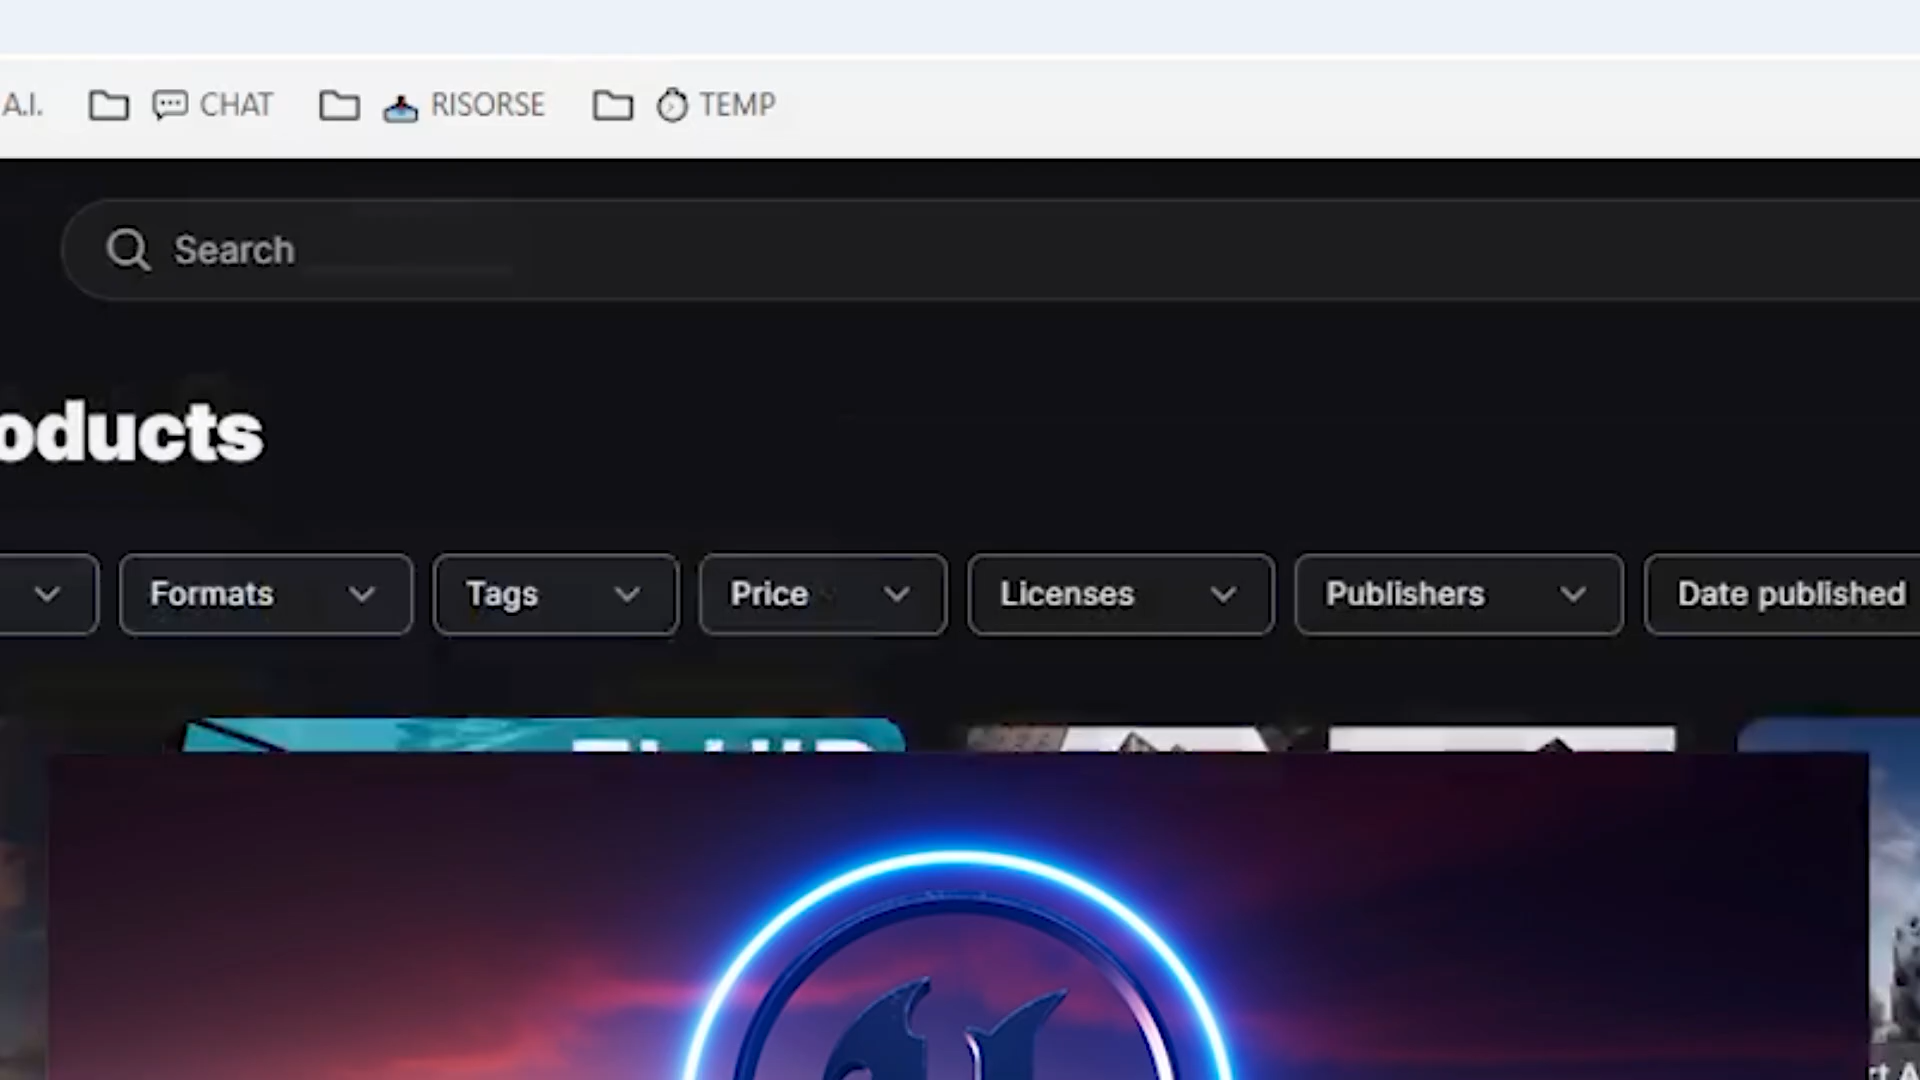 A.I. CHAT RISORSE TEMP
Search
oducts
Formats Tags Price Licenses Publishers Date published